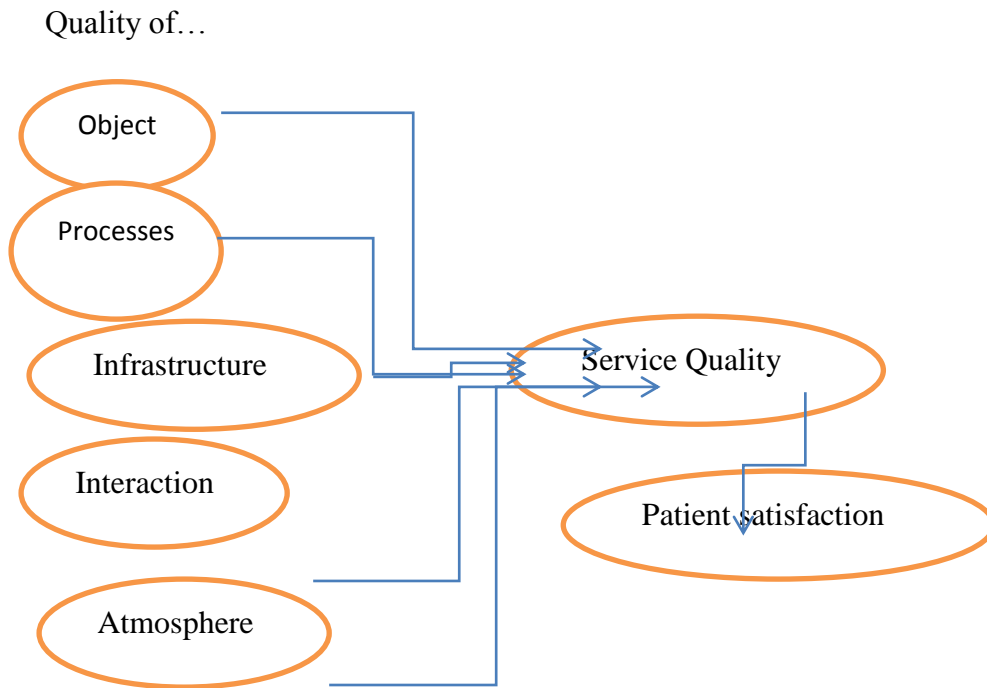 Quality of…
Object
Processes
Infrastructure
Service Quality
Interaction
Patient satisfaction
Atmosphere